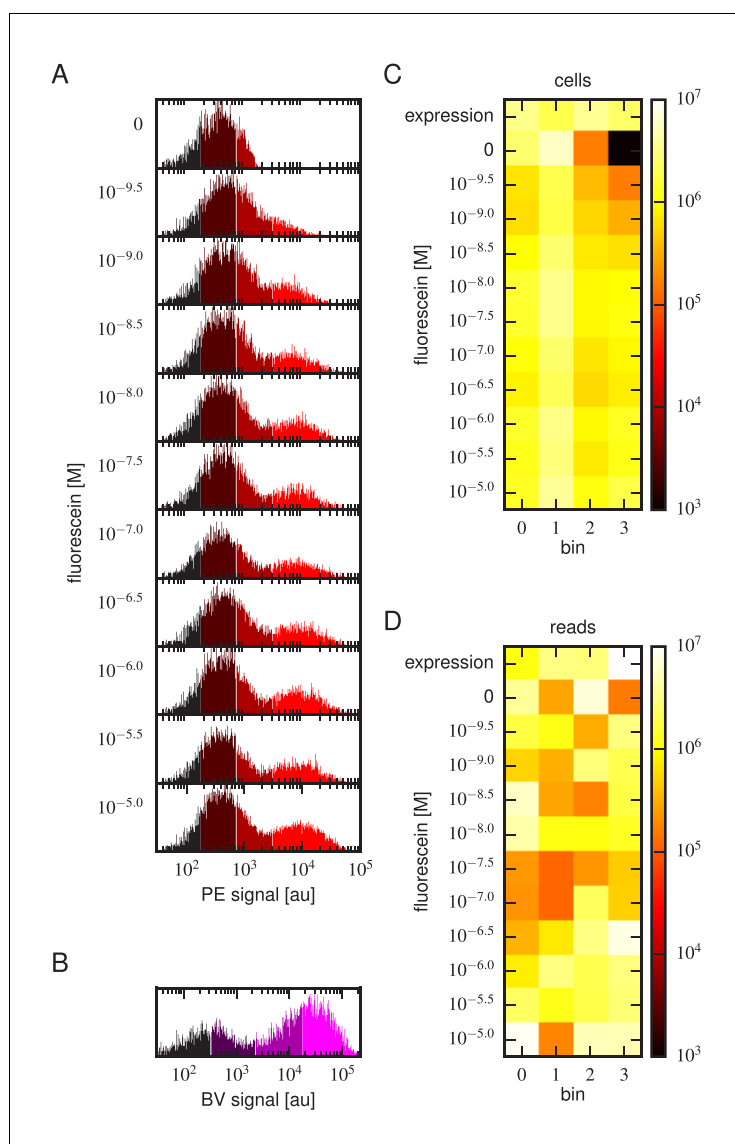 A
0
10^−9.5
10^−9.0
10^−8.5
10^−8.0
10^−7.5
10^−7.0
10^−6.5
10^−6.0
10^−5.5
10^−5.0
fluorescein [M]
10^2 10^3 10^4 10^5
PE signal [au]
B
10^2 10^3 10^4 10^5
BV signal [au]
C
cells
expression
0
10^−9.5
10^−9.0
10^−8.5
10^−8.0
10^−7.5
10^−7.0
10^−6.5
10^−6.0
10^−5.5
10^−5.0
fluorescein [M]
0 1 2 3
bin
10^7
10^6
10^5
10^4
10^3
D
reads
expression
0
10^−9.5
10^−9.0
10^−8.5
10^−8.0
10^−7.5
10^−7.0
10^−6.5
10^−6.0
10^−5.5
10^−5.0
fluorescein [M]
0 1 2 3
bin
10^7
10^6
10^5
10^4
10^3